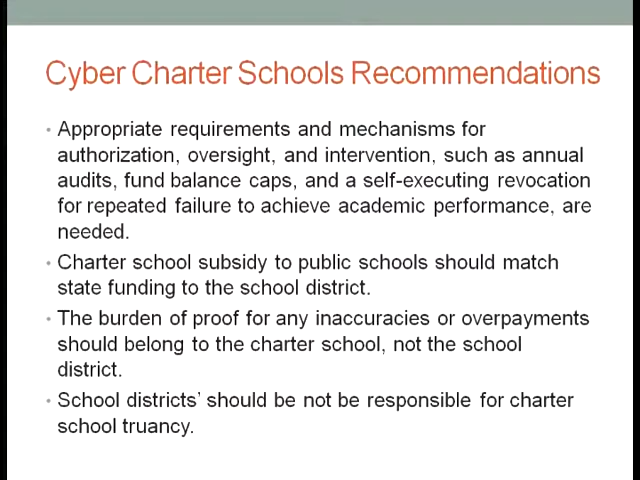 Cyber Charter Schools Recommendations
• Appropriate requirements and mechanisms for
authorization, oversight, and intervention, such as annual
audits, fund balance caps, and a self-executing revocation
for repeated failure to achieve academic performance, are
needed.
• Charter school subsidy to public schools should match
state funding to the school district.
• The burden of proof for any inaccuracies or overpayments
should belong to the charter school, not the school
district.
• School districts' should be not be responsible for charter
school truancy.